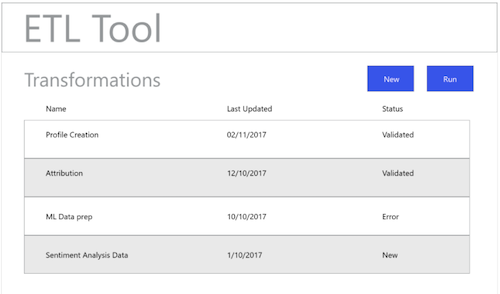 ETL Tool
Transformations New Run
Name Last Updated Status
Profile Creation 02/11/2017 Validated
Attribution 12/10/2017 Validated
ML Data prep 10/10/2017 Error
Sentiment Analysis Data 1/10/2017 New